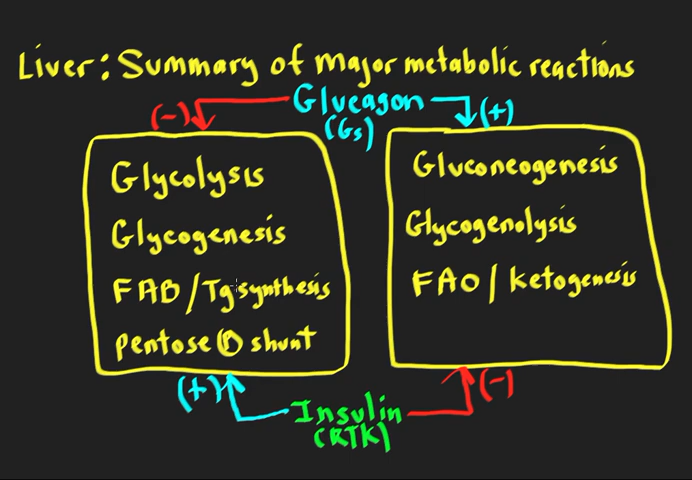 Liver: Summary of major metabolic reactions
(-) Glucagon (+)
(Gs)
Glycolysis
Glycogenesis
FAB/Tg synthesis
pentose P shunt
Gluconeogenesis
Glycogenolysis
FAO/ketogenesis
(+) Insulin (-)
(RTK)